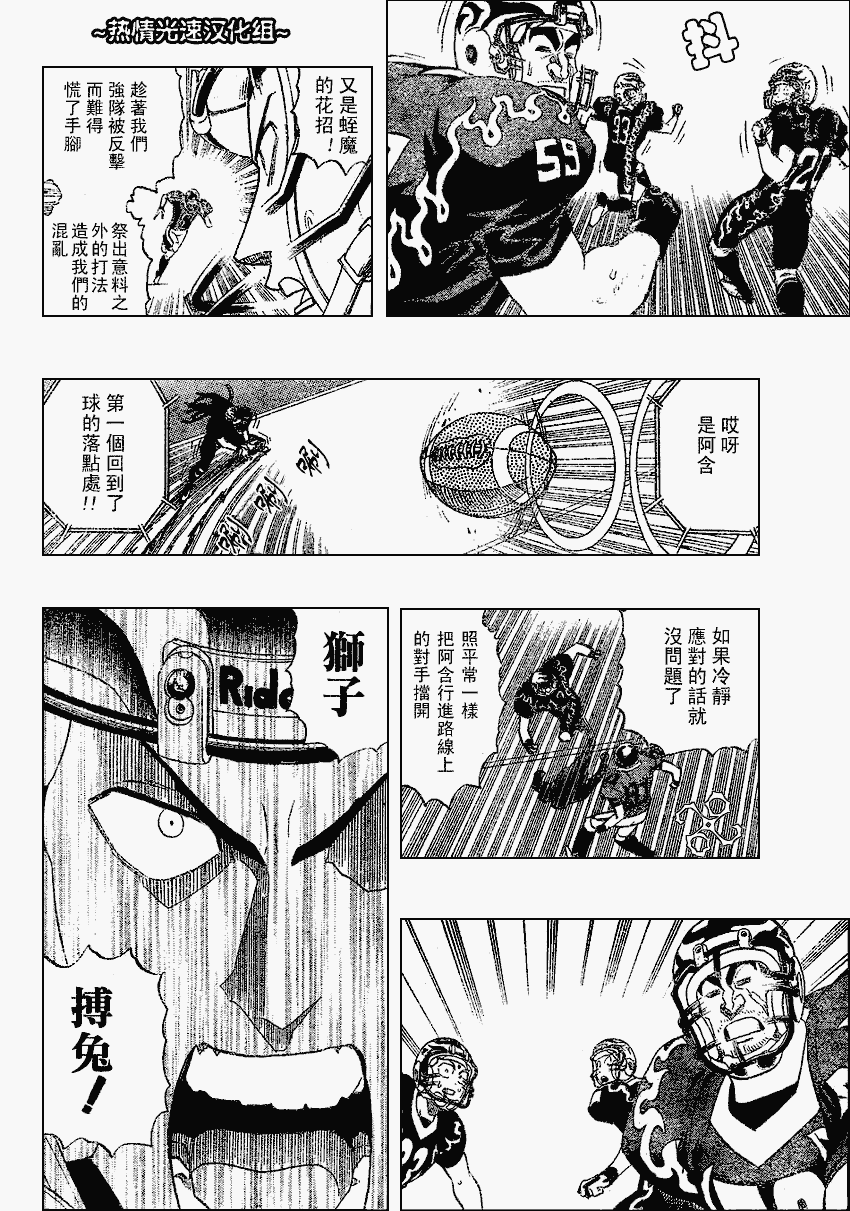 ~热情光速汉化组~
抖
又是蛭魔
的花招!
趁著我們
強隊被反擊
而難得
慌了手腳
祭出意料之
外的打法
造成我們的
混亂
哎呀
是阿含
第一個回到了
球的落點處!!
唰
唰
唰
如果冷靜
應對的話就
沒問題了
照平常一樣
把阿含行進路線上
的對手擋開
獅子
搏兔!
Ride
59
33
2